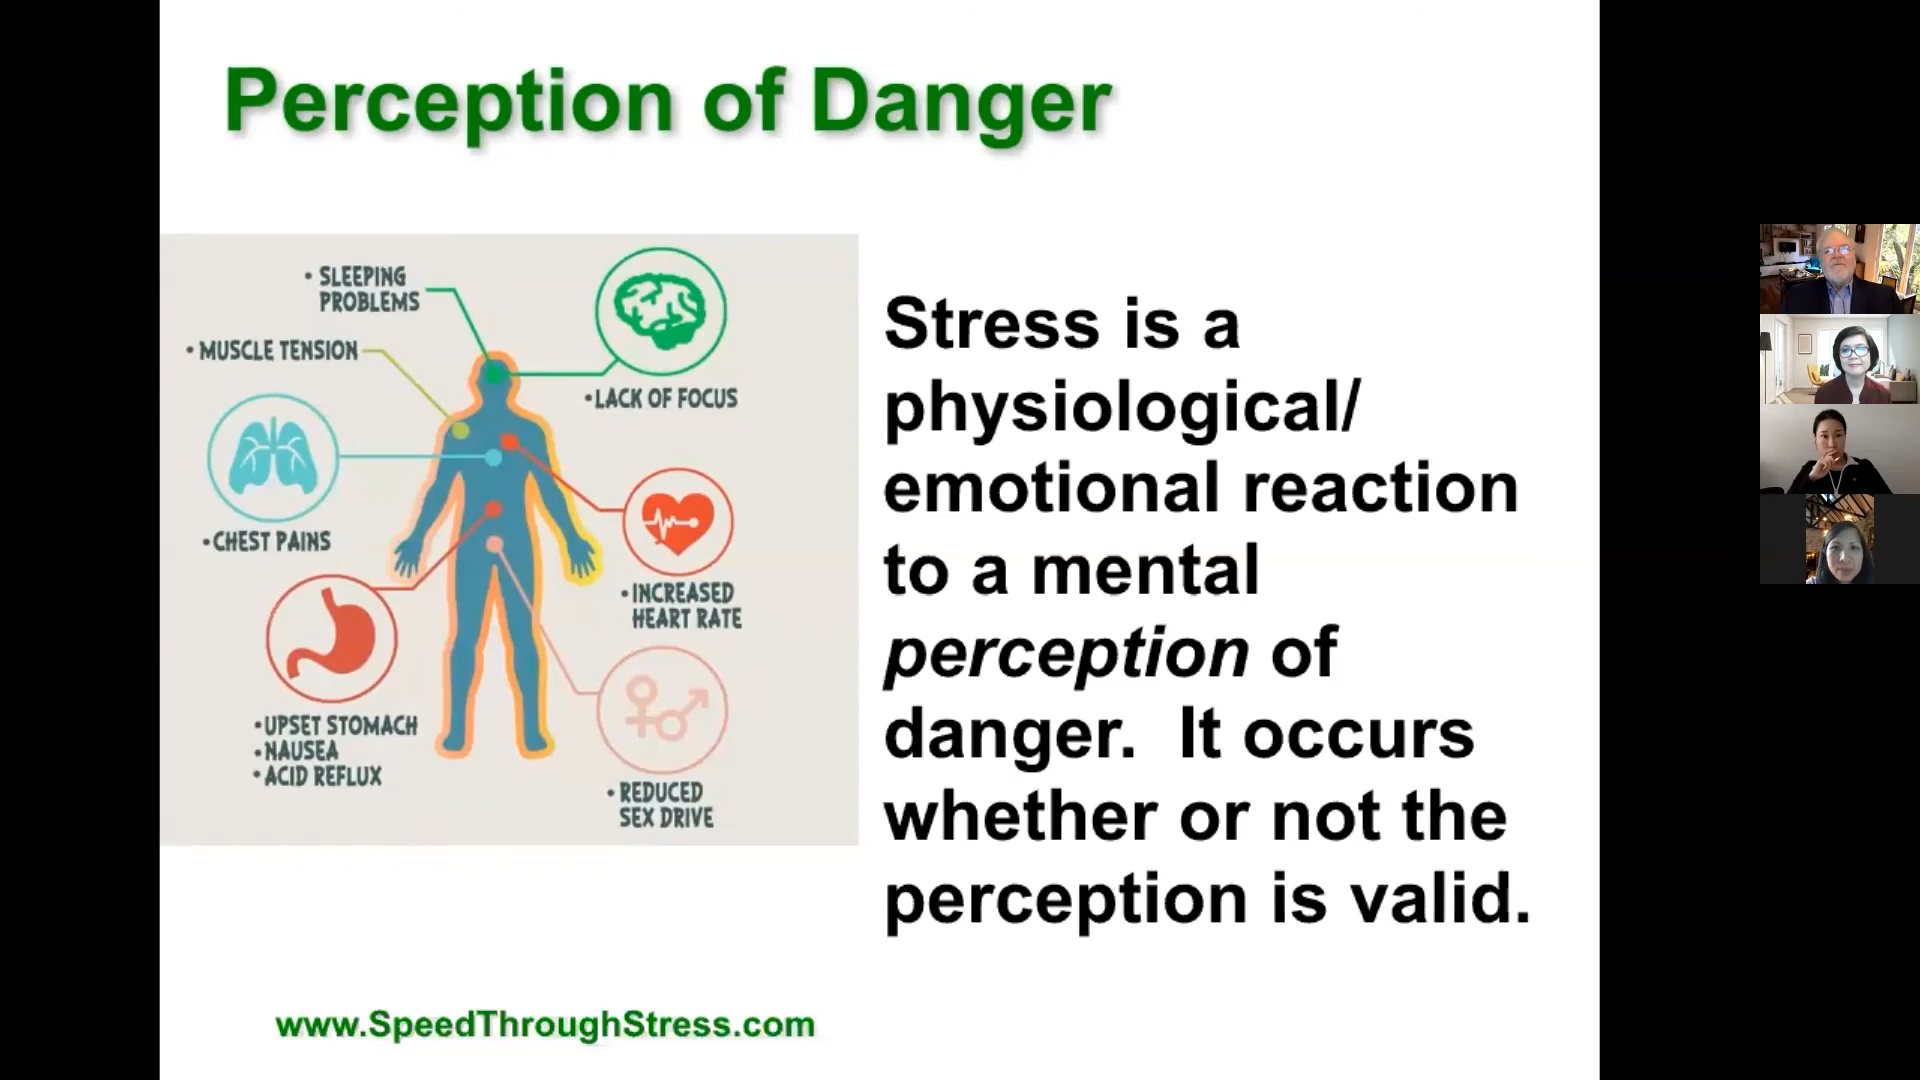 Perception of Danger
• SLEEPING
PROBLEMS
• MUSCLE TENSION
• LACK OF FOCUS
• CHEST PAINS
• INCREASED
HEART RATE
• UPSET STOMACH
• NAUSEA
• ACID REFLUX
• REDUCED
SEX DRIVE
Stress is a
physiological/
emotional reaction
to a mental
perception of
danger.  It occurs
whether or not the
perception is valid.
www.SpeedThroughStress.com